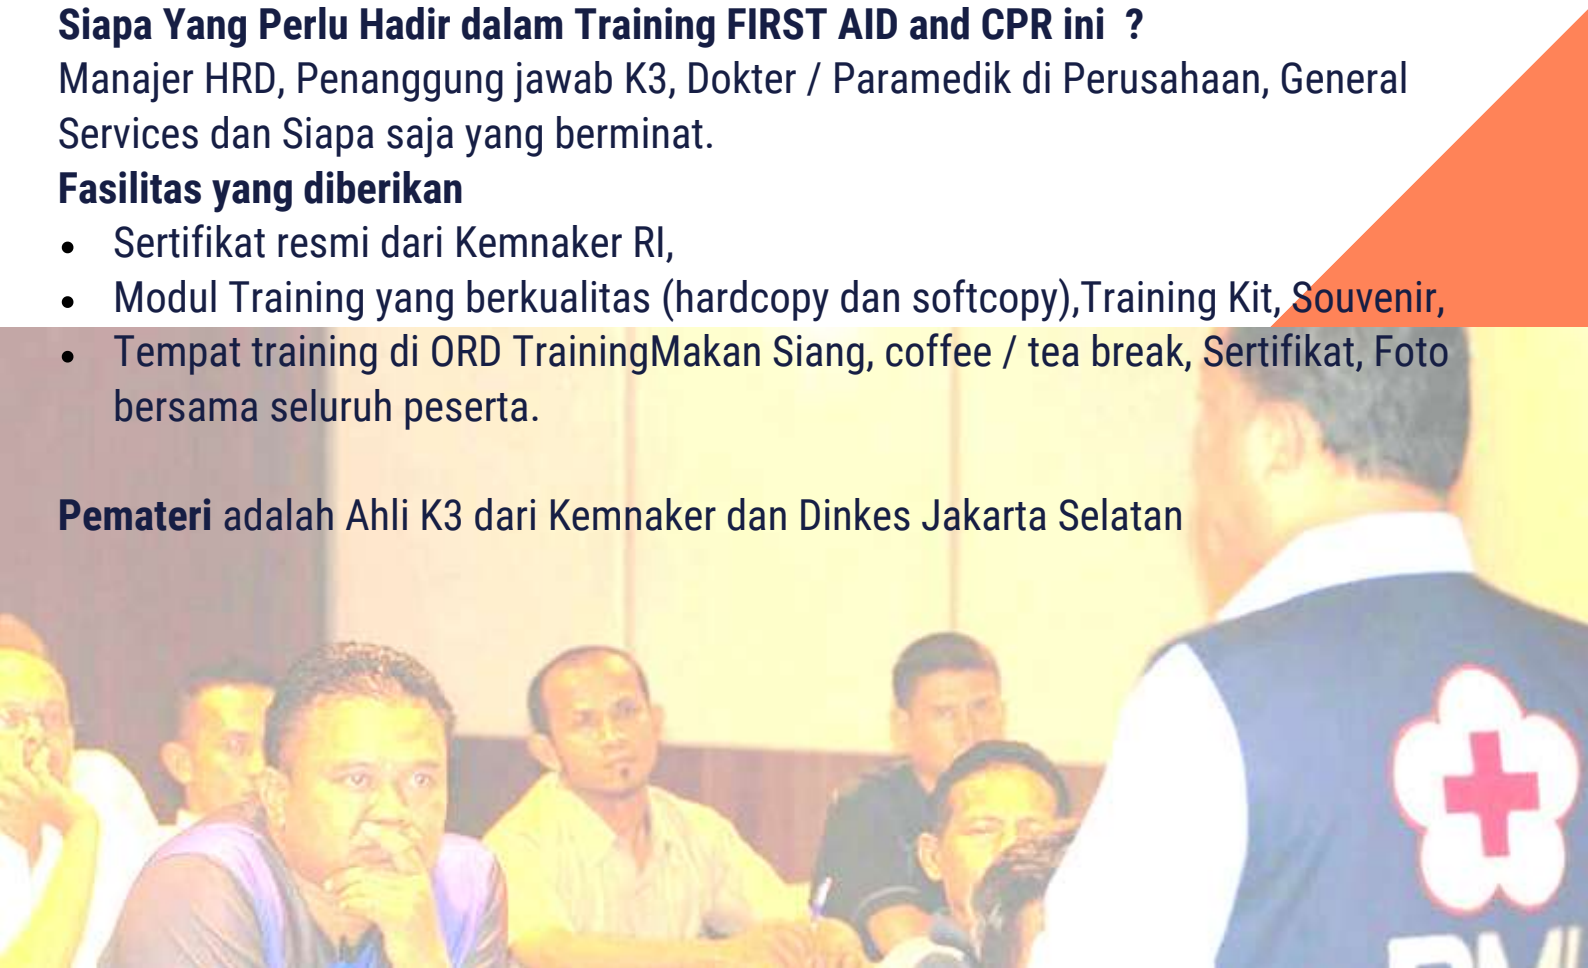 Siapa Yang Perlu Hadir dalam Training FIRST AID and CPR ini  ?
Manajer HRD, Penanggung jawab K3, Dokter / Paramedik di Perusahaan, General
Services dan Siapa saja yang berminat.
Fasilitas yang diberikan
• Sertifikat resmi dari Kemnaker RI,
• Modul Training yang berkualitas (hardcopy dan softcopy),Training Kit, Souvenir,
• Tempat training di ORD TrainingMakan Siang, coffee / tea break, Sertifikat, Foto
bersama seluruh peserta.
Pemateri adalah Ahli K3 dari Kemnaker dan Dinkes Jakarta Selatan
PMI